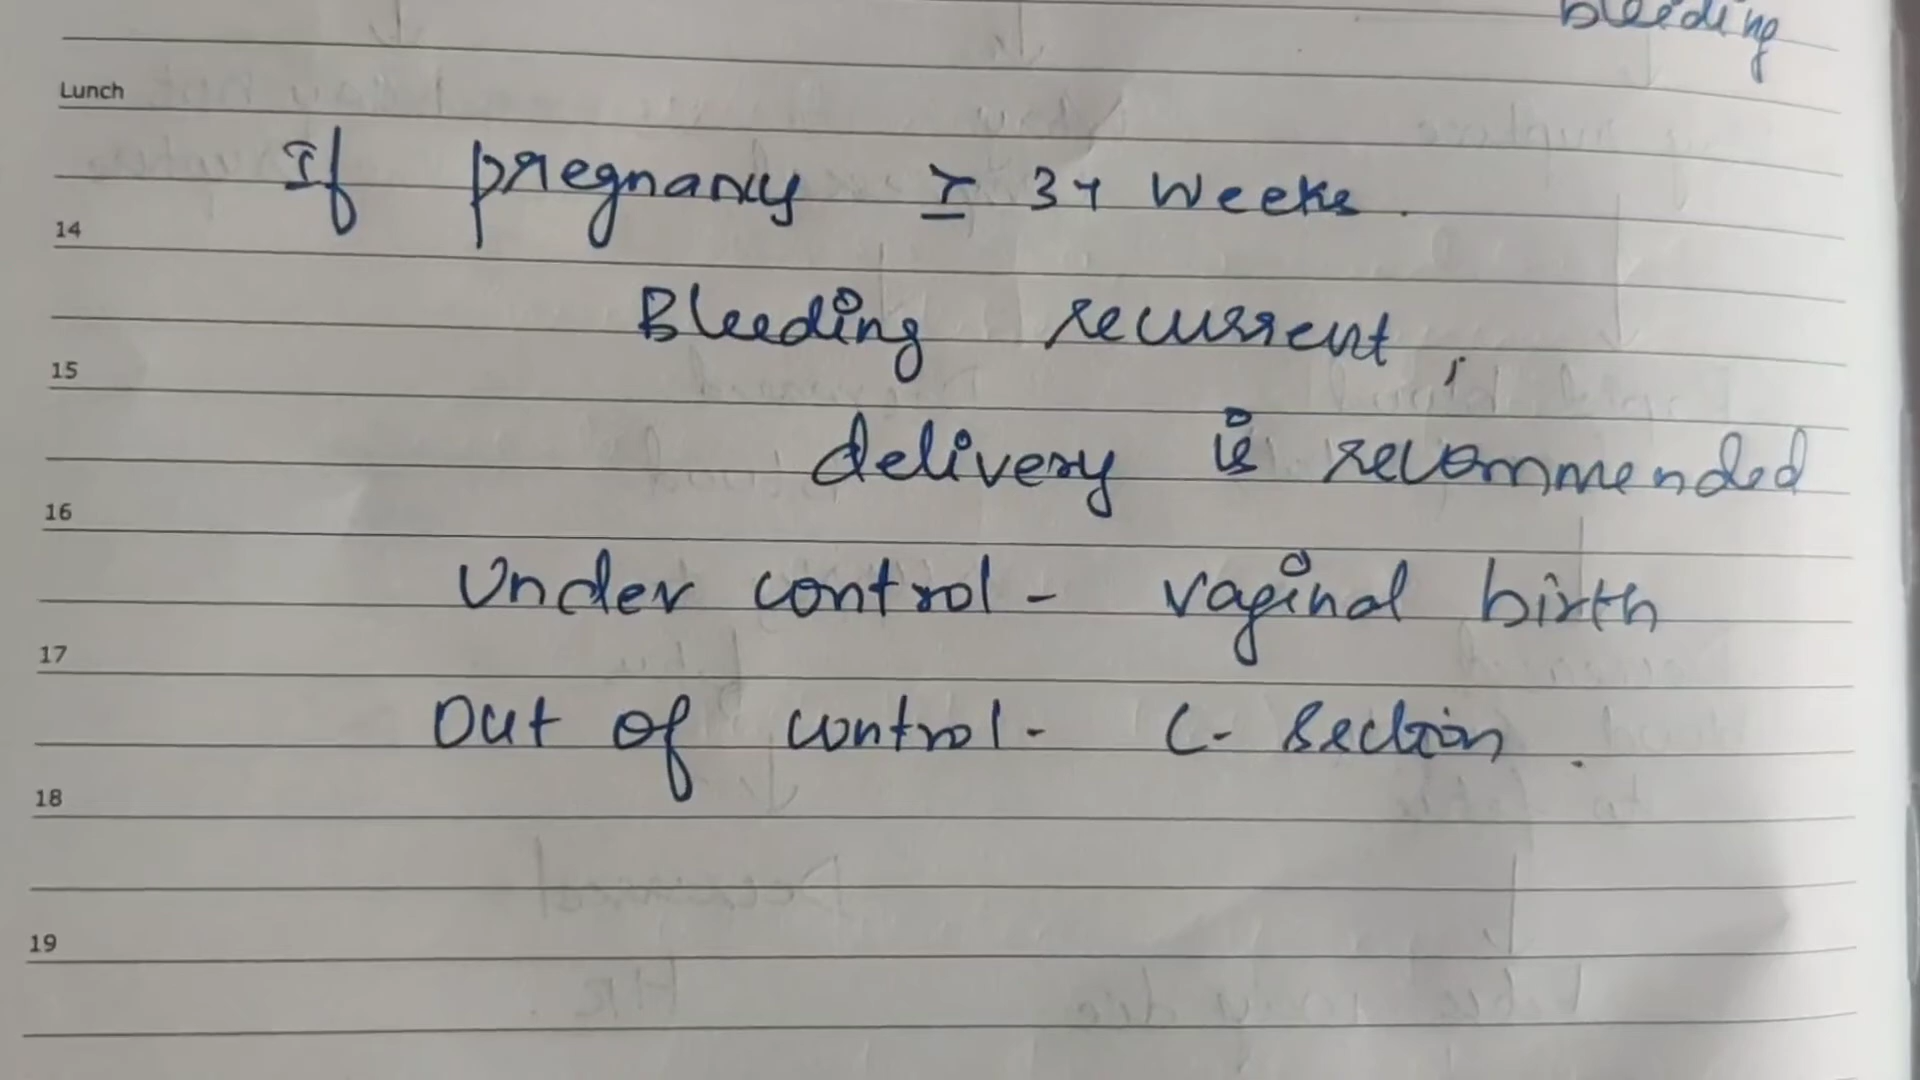 bleeding
Lunch
If pregnancy ≥ 37 weeks.
14
Bleeding recurrent,
15
delivery is recommended
16
Under control - vaginal birth
17
Out of control - C-section.
18
19